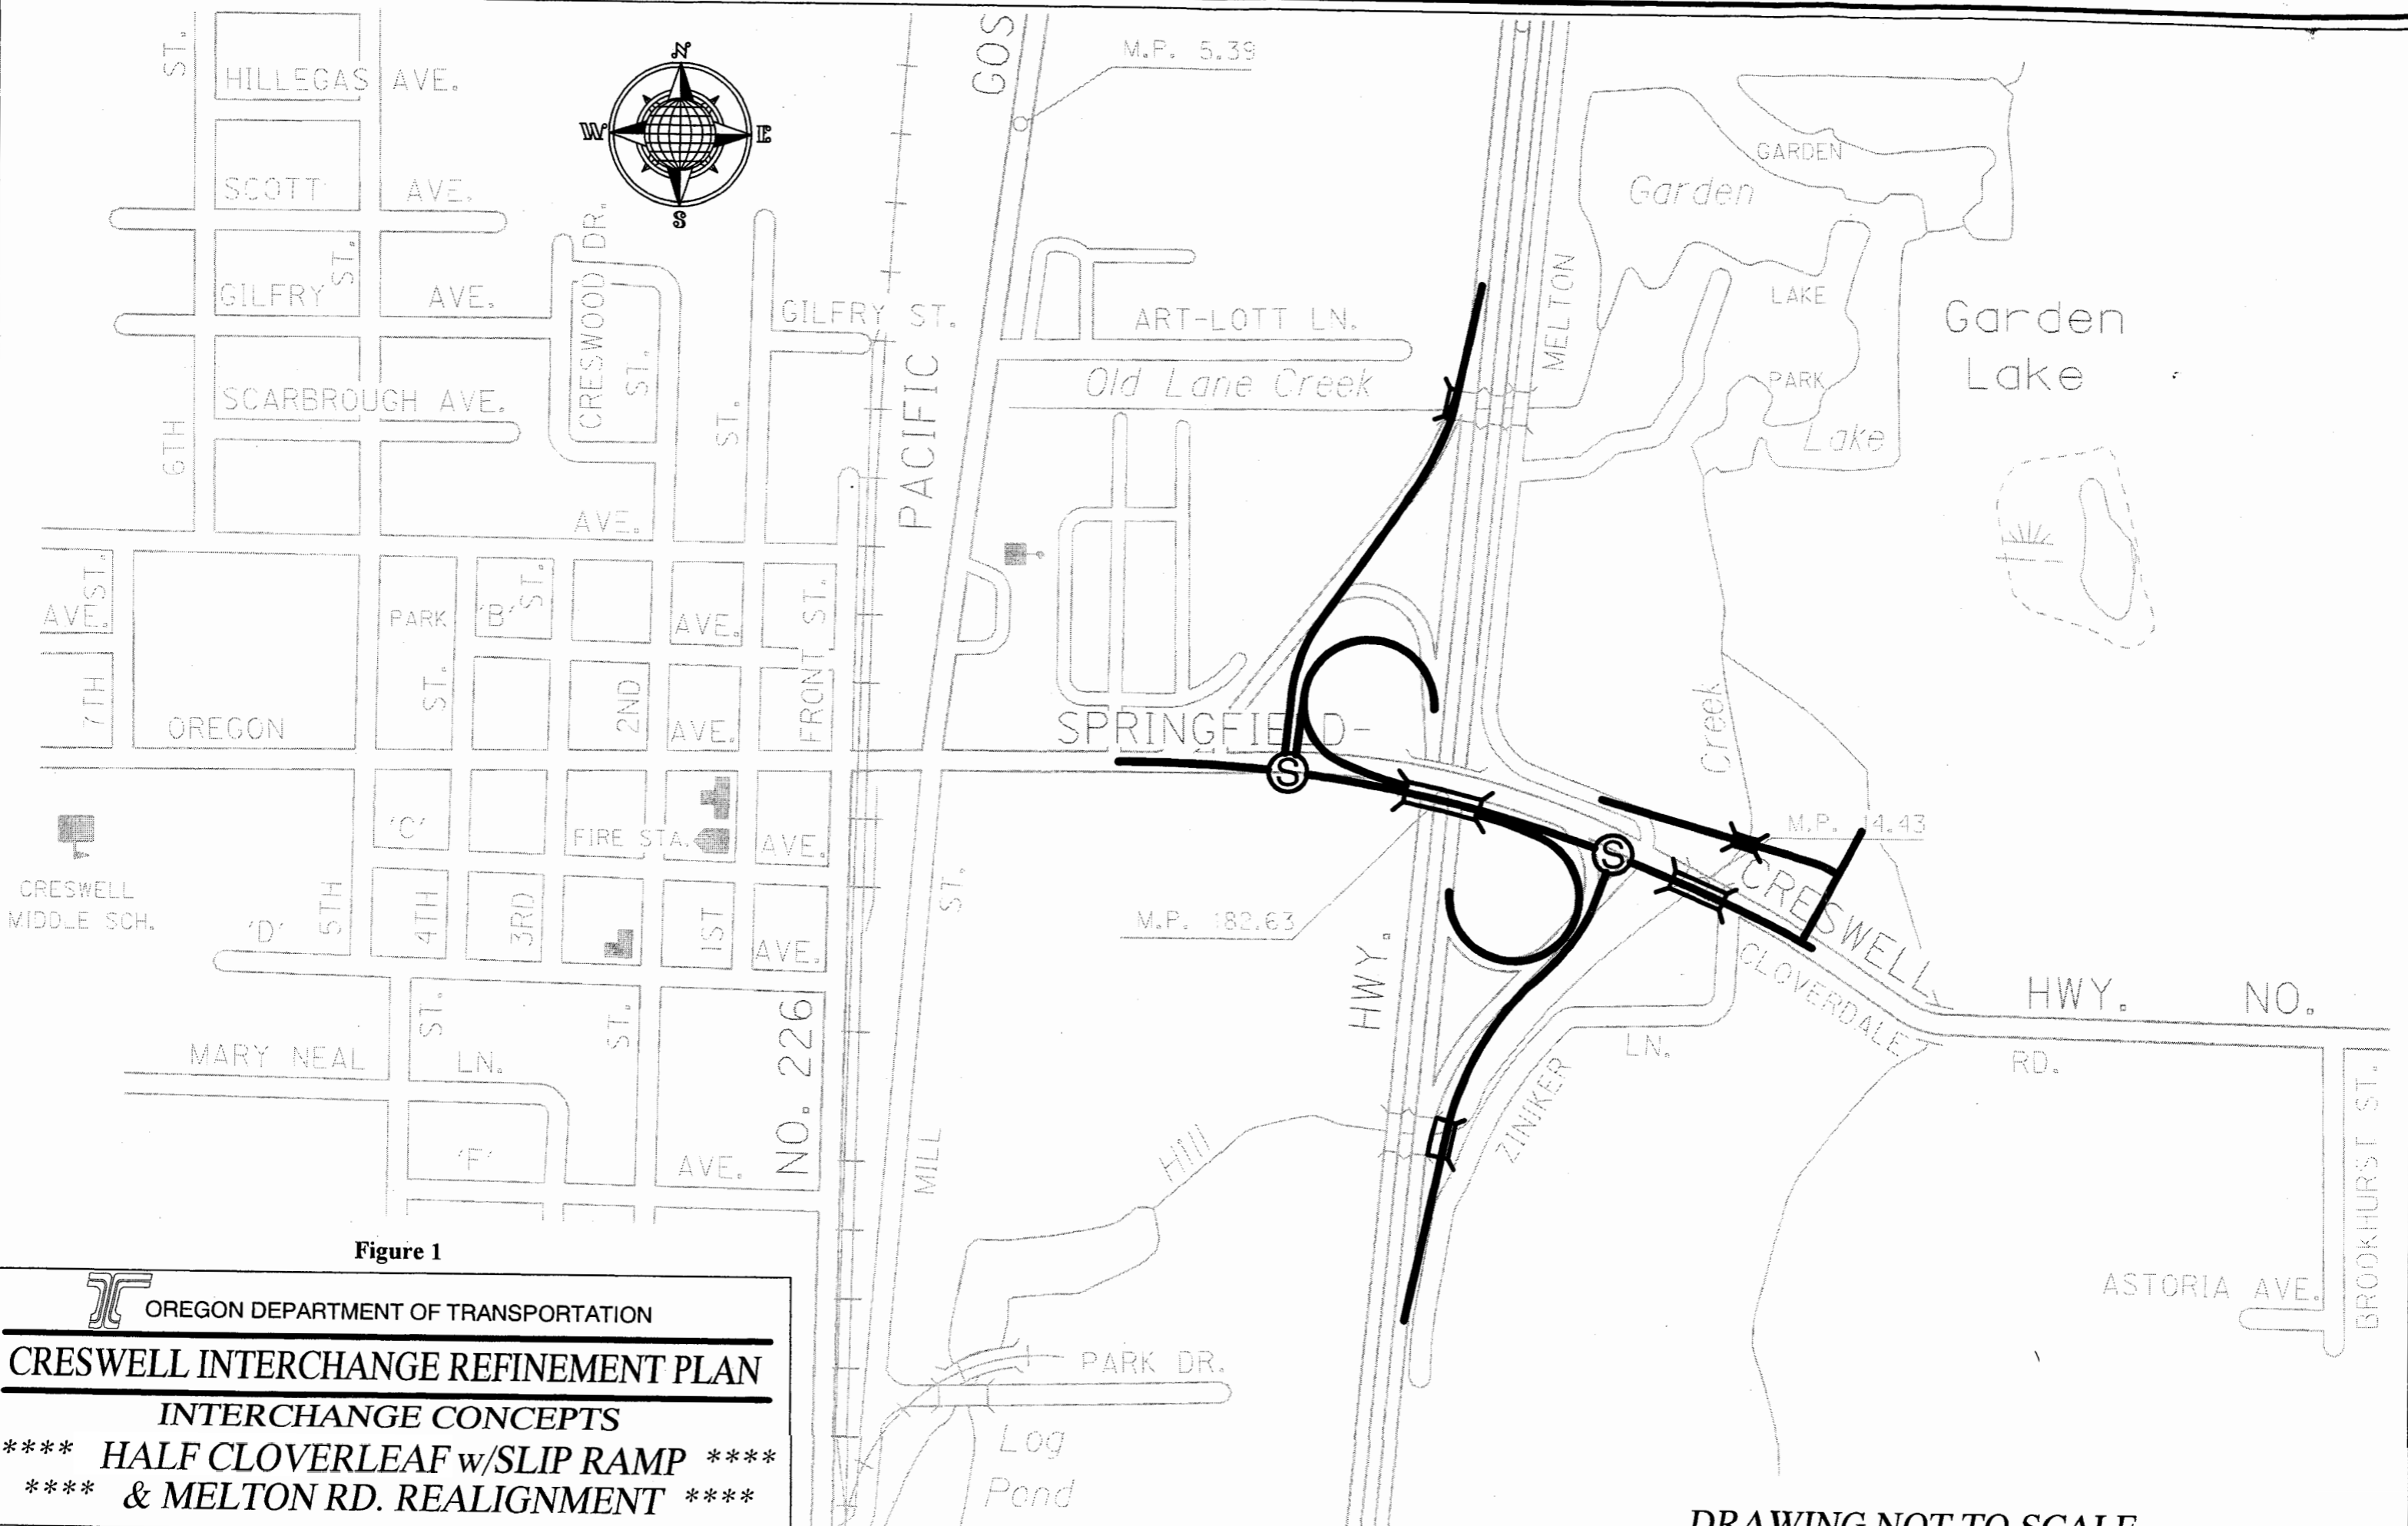 ST.
HILLEGAS AVE.
SCOTT AVE.
ST.
GILFRY AVE.
SCARBROUGH AVE.
6TH
CRESWOOD DR.
ST.
ST.
AVE.
GILFRY ST.
N
W E
S
GOS
M.P. 5.39
PACIFIC
ART-LOTT LN.
Old Lane Creek
MELTON
GARDEN
Garden
LAKE
PARK
Lake
Garden
Lake
AVE.
ST.
7TH
PARK
ST.
'B'
ST.
AVE.
2ND
AVE.
FRONT ST.
OREGON
SPRINGFIELD-
S
S
Creek
M.P. 14.43
CRESWELL
CLOVERDALE
HWY. NO.
RD.
'C'
FIRE STA.
AVE.
CRESWELL
MIDDLE SCH.
'D'
5TH
4TH
3RD
1ST
AVE.
ST.
M.P. 182.63
HWY.
LN.
ZINIKER
ST.
ST.
NO. 226
MARY NEAL LN.
'F'
AVE.
MILL
Hill
BROOKHURST ST.
ASTORIA AVE.
PARK DR.
Log
Pond
Figure 1
OREGON DEPARTMENT OF TRANSPORTATION
CRESWELL INTERCHANGE REFINEMENT PLAN
INTERCHANGE CONCEPTS
**** HALF CLOVERLEAF w/SLIP RAMP ****
**** & MELTON RD. REALIGNMENT ****
DRAWING NOT TO SCALE